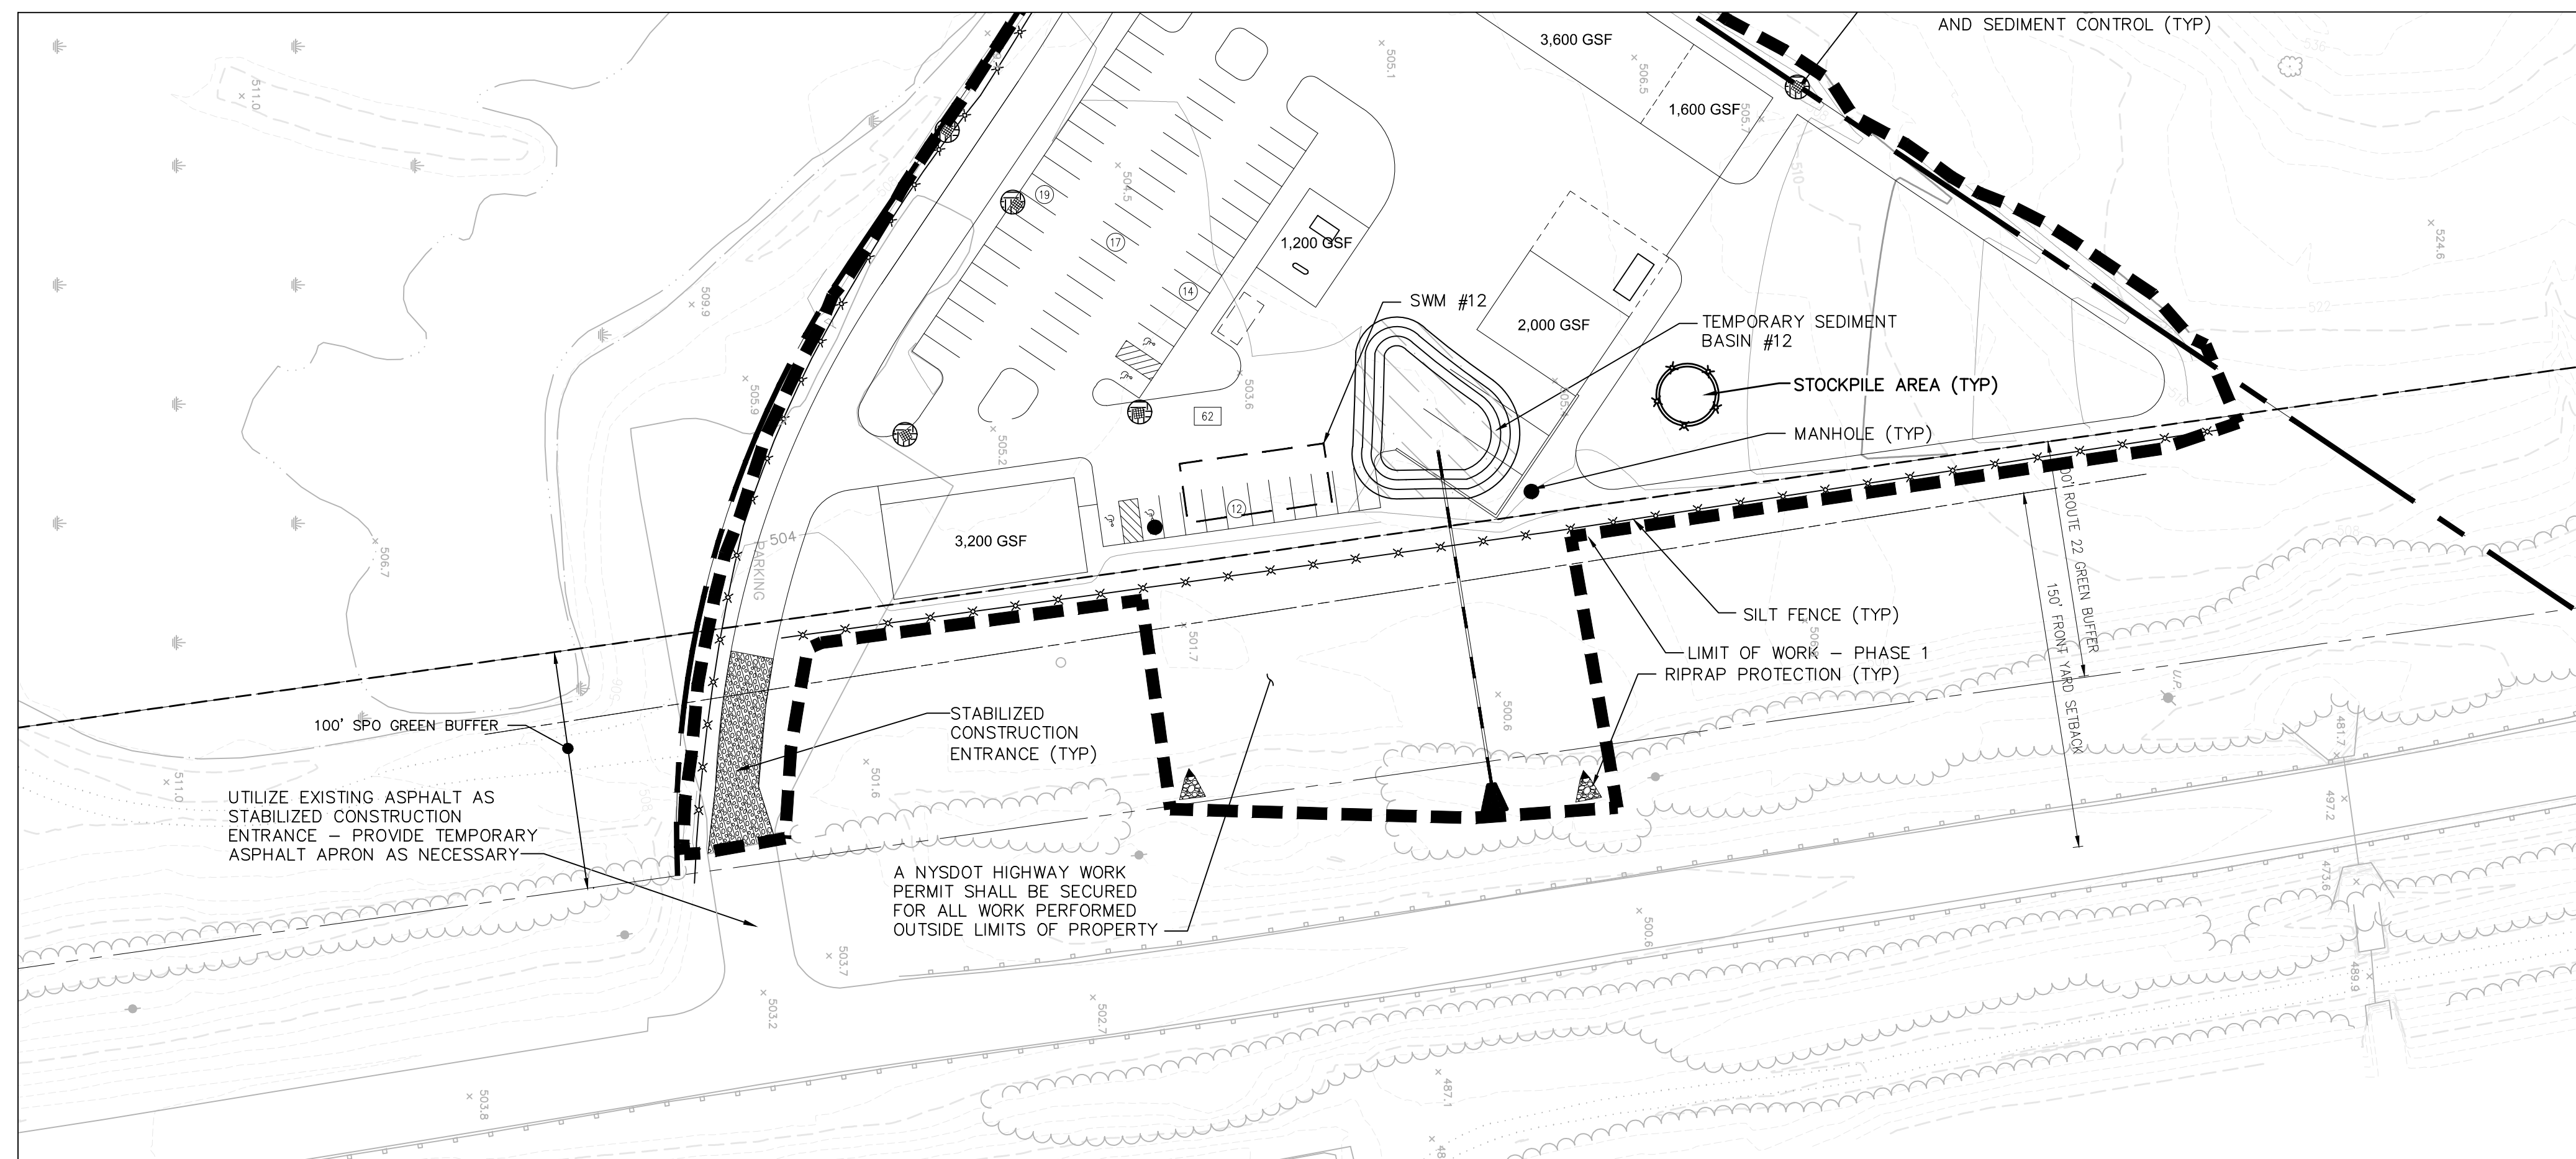 AND SEDIMENT CONTROL (TYP)
3,600 GSF
1,600 GSF
505.1
506.5
505.7
510
511.0
504.5
19
17
14
1,200 GSF
524.6
522
509.9
SWM #12
2,000 GSF
TEMPORARY SEDIMENT
BASIN #12
STOCKPILE AREA (TYP)
MANHOLE (TYP)
505.9
503.6
62
505.2
12
3,200 GSF
504
PARKING
506.7
100' SPO GREEN BUFFER
UTILIZE EXISTING ASPHALT AS
STABILIZED CONSTRUCTION
ENTRANCE – PROVIDE TEMPORARY
ASPHALT APRON AS NECESSARY
511.0
STABILIZED
CONSTRUCTION
ENTRANCE (TYP)
501.7
501.6
A NYSDOT HIGHWAY WORK
PERMIT SHALL BE SECURED
FOR ALL WORK PERFORMED
OUTSIDE LIMITS OF PROPERTY
SILT FENCE (TYP)
LIMIT OF WORK – PHASE 1
RIPRAP PROTECTION (TYP)
500.6
ROUTE 22 GREEN BUFFER
150' FRONT YARD SETBACK
U.P.
481.7
497.2
473.6
489.9
500.6
503.7
503.2
502.7
503.8
487.1